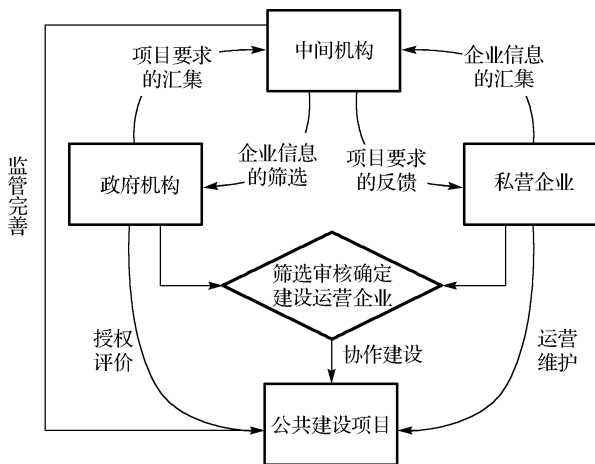 中间机构
项目要求
的汇集
企业信息
的汇集
企业信息
的筛选
项目要求
的反馈
监管完善
政府机构
私营企业
筛选审核确定
建设运营企业
授权
评价
协作建设
运营
维护
公共建设项目